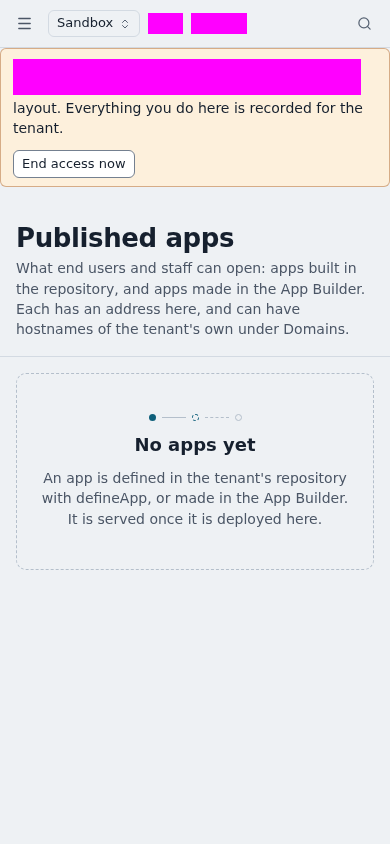 Sandbox
layout. Everything you do here is recorded for the
tenant.
End access now
Published apps
What end users and staff can open: apps built in
the repository, and apps made in the App Builder.
Each has an address here, and can have
hostnames of the tenant's own under Domains.
No apps yet
An app is defined in the tenant's repository
with defineApp, or made in the App Builder.
It is served once it is deployed here.